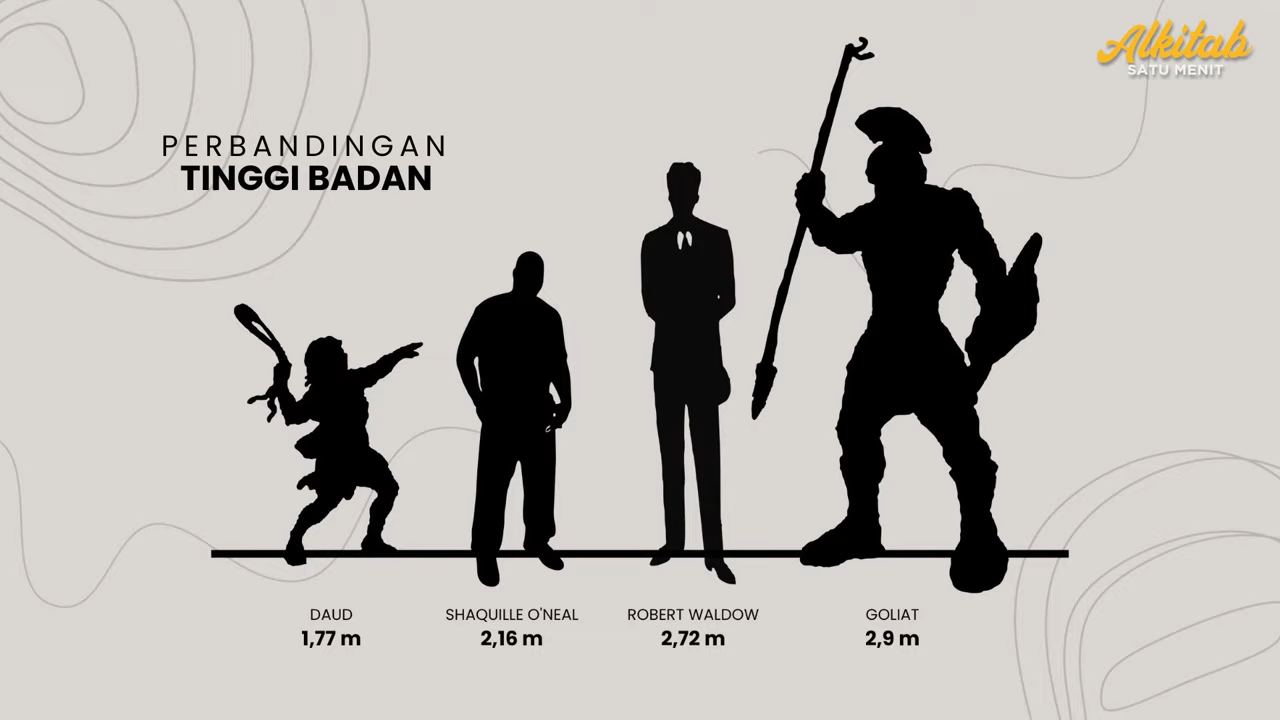 Alkitab
SATU MENIT
PERBANDINGAN
TINGGI BADAN
DAUD
1,77 m
SHAQUILLE O'NEAL
2,16 m
ROBERT WALDOW
2,72 m
GOLIAT
2,9 m